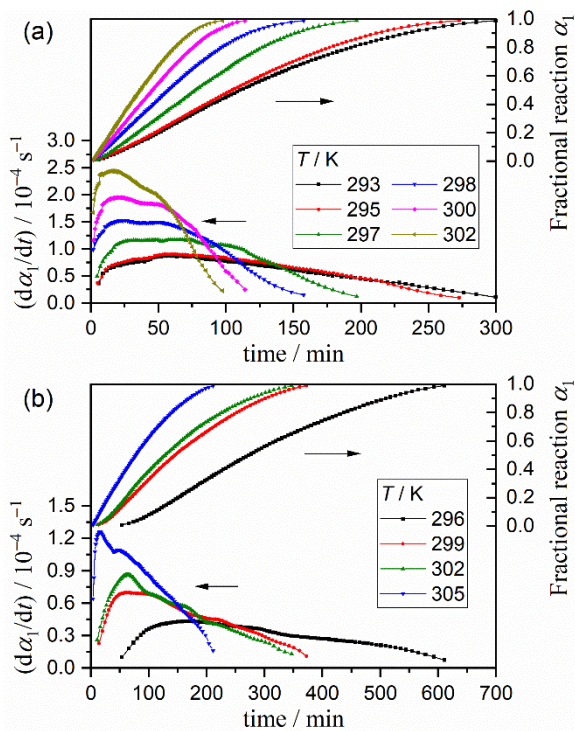 (a)
1.0
0.8
0.6
0.4
0.2
0.0
Fractional reaction α₁
3.0
2.5
2.0
1.5
1.0
0.5
0.0
(dα₁/dt) / 10⁻⁴ s⁻¹
T / K
293 298
295 300
297 302
0 50 100 150 200 250 300
time / min
(b)
1.0
0.8
0.6
0.4
0.2
0.0
Fractional reaction α₁
1.5
1.2
0.9
0.6
0.3
0.0
(dα₁/dt) / 10⁻⁴ s⁻¹
T / K
296
299
302
305
0 100 200 300 400 500 600 700
time / min